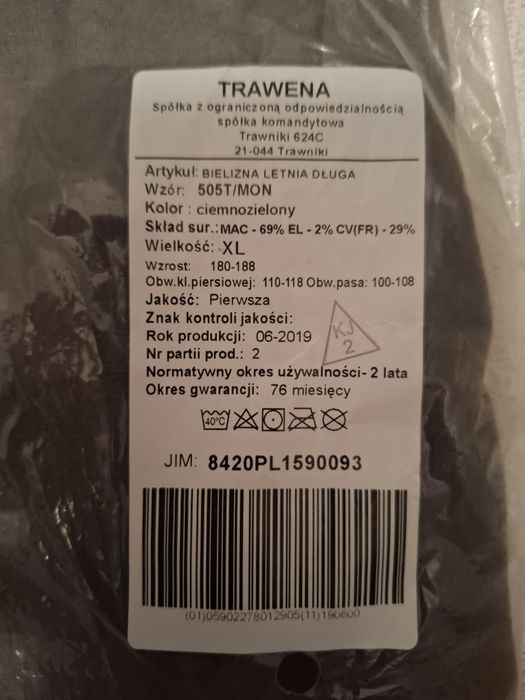 TRAWENA
Spółka z ograniczoną odpowiedzialnością
spółka komandytowa
Trawniki 624C
21-044 Trawniki
Artykuł: BIELIZNA LETNIA DŁUGA
Wzór: 505T/MON
Kolor : ciemnozielony
Skład sur.: MAC - 69% EL - 2% CV(FR) - 29%
Wielkość: XL
Wzrost: 180-188
Obw.kl.piersiowej: 110-118 Obw.pasa: 100-108
Jakość: Pierwsza
Znak kontroli jakości:
KJ
2
Rok produkcji: 06-2019
Nr partii prod.: 2
Normatywny okres używalności- 2 lata
Okres gwarancji: 76 miesięcy
40°C
JIM: 8420PL1590093
(01)05902278012905(11)190600